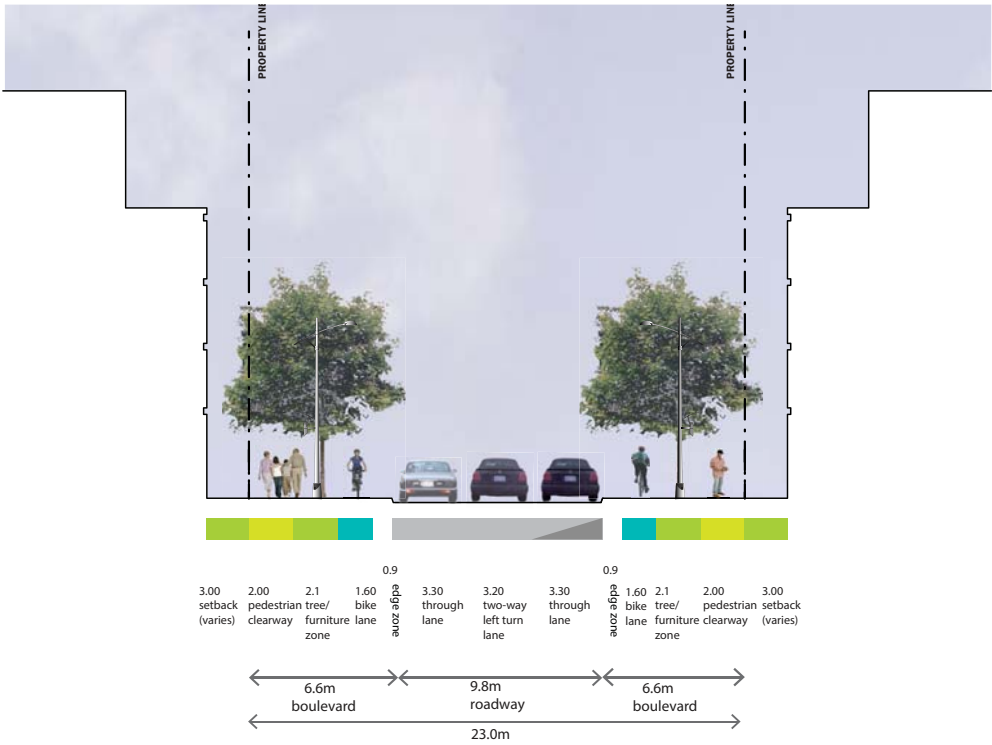 PROPERTY LINE
PROPERTY LINE
3.00
setback
(varies)
2.00
pedestrian
clearway
2.1
tree/
furniture
zone
1.60
bike
lane
0.9
edge zone
3.30
through
lane
3.20
two-way
left turn
lane
3.30
through
lane
0.9
edge zone
1.60
bike
lane
2.1
tree/
furniture
zone
2.00
pedestrian
clearway
3.00
setback
(varies)
6.6m
boulevard
9.8m
roadway
6.6m
boulevard
23.0m